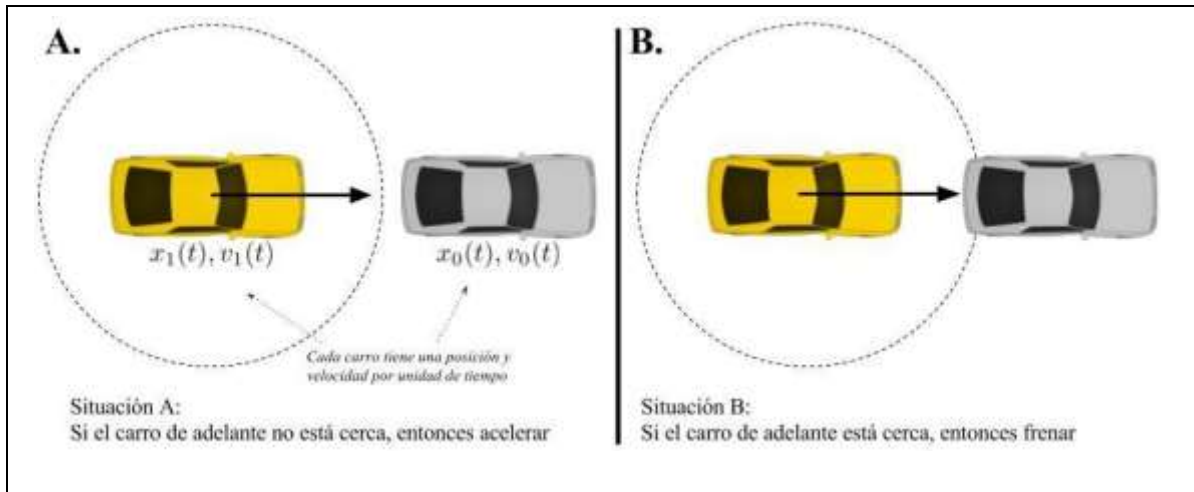 A.
x₁(t), v₁(t)
x₀(t), v₀(t)
Cada carro tiene una posición y
velocidad por unidad de tiempo
Situación A:
Si el carro de adelante no está cerca, entonces acelerar
B.
Situación B:
Si el carro de adelante está cerca, entonces frenar